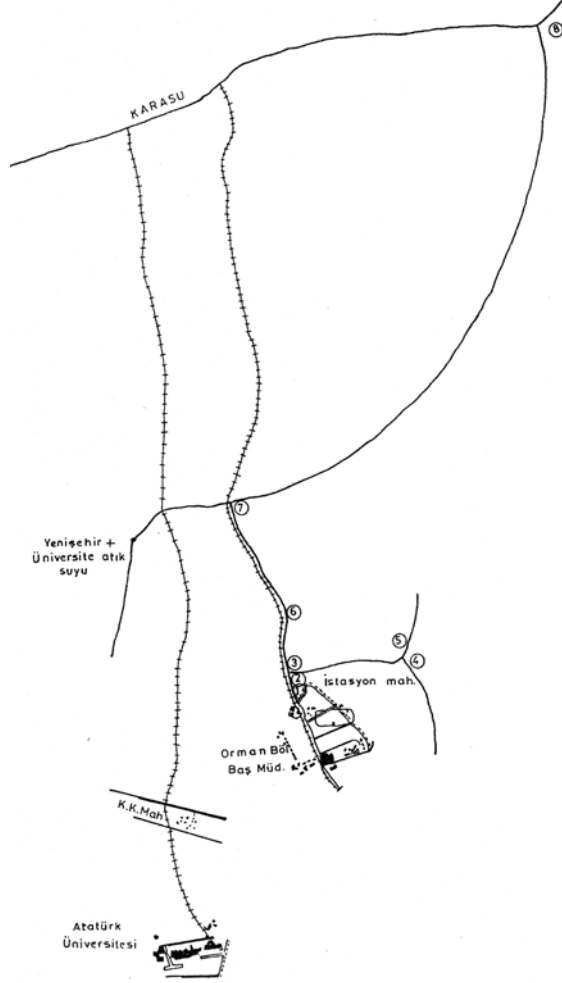 8
KARASU
7
Yenişehir +
Üniversite atık
suyu
6
5
3
4
2
İstasyon mah.
Orman Böl.
Baş Müd.
K.K.Mah.
Atatürk
Üniversitesi